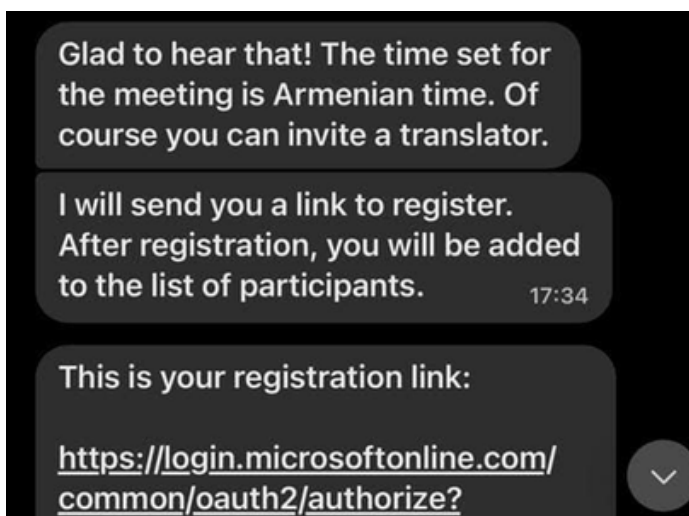 Glad to hear that! The time set for
the meeting is Armenian time. Of
course you can invite a translator.
I will send you a link to register.
After registration, you will be added
to the list of participants.
17:34
This is your registration link:
https://login.microsoftonline.com/
common/oauth2/authorize?